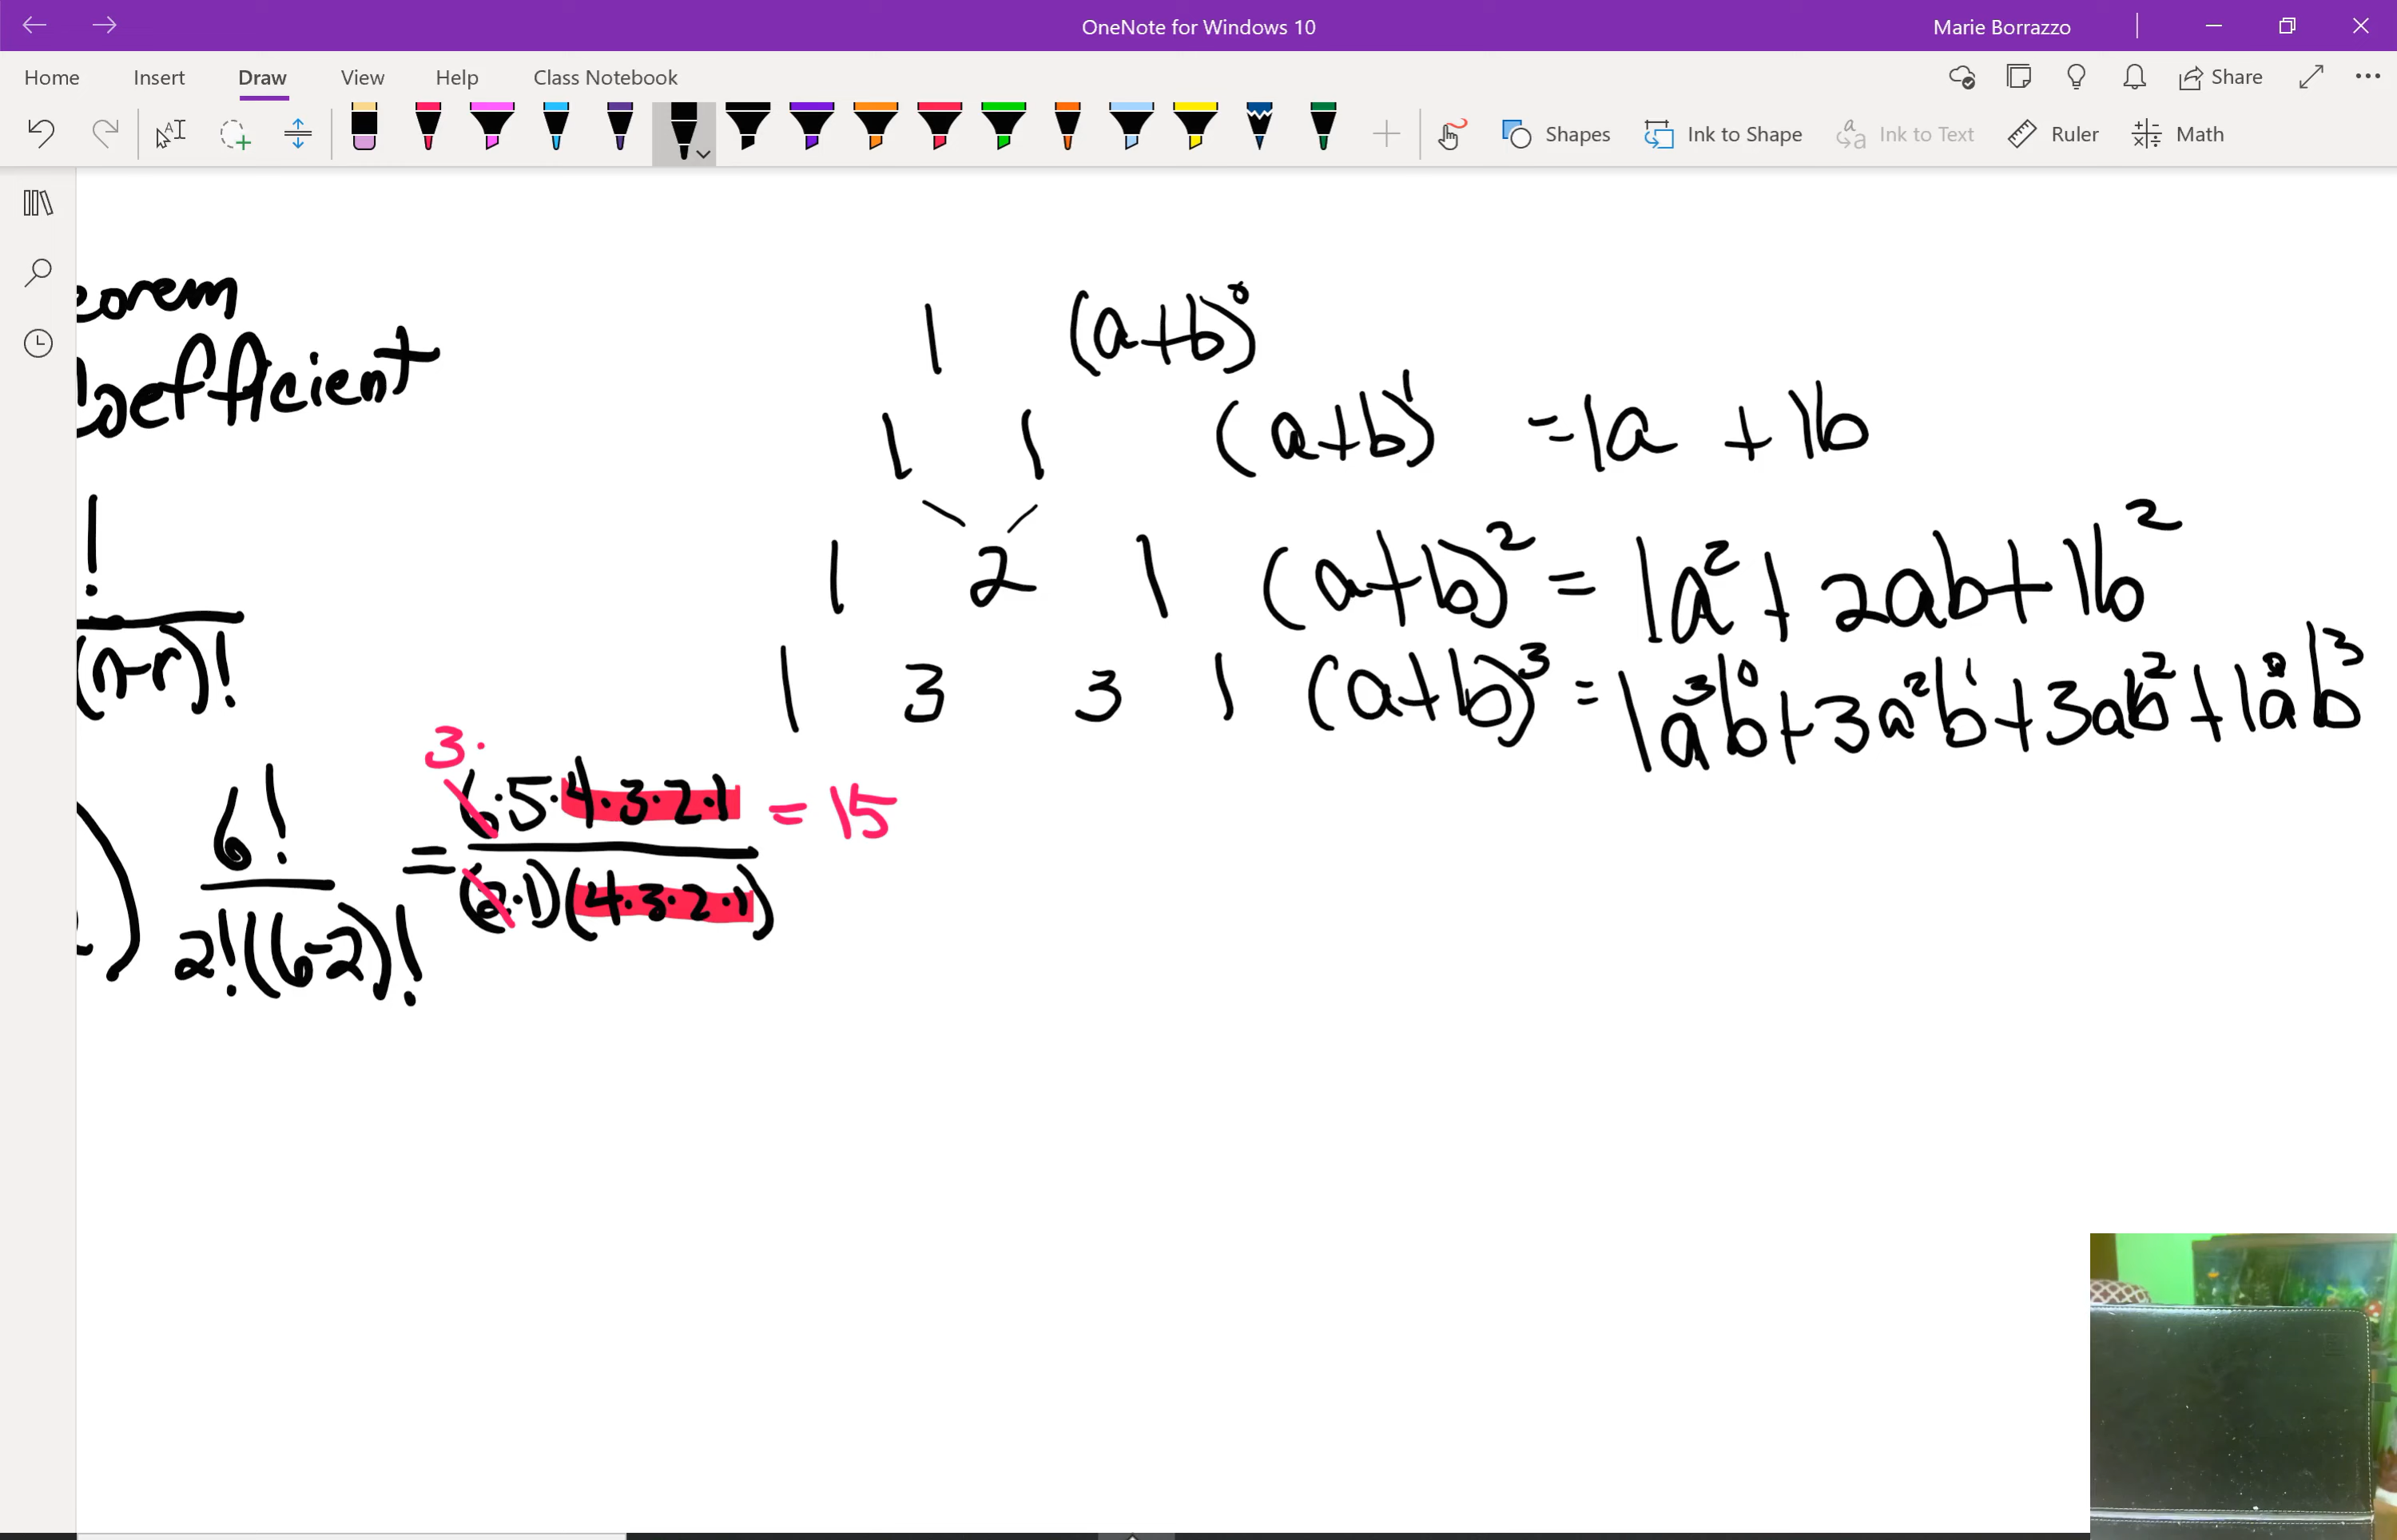 OneNote for Windows 10
Marie Borrazzo
Home Insert Draw View Help Class Notebook
Share
Shapes Ink to Shape Ink to Text Ruler Math
eorem
coefficient
!
(n-r)!
1 (a+b)⁰
1 1 (a+b)¹ = 1a + 1b
1 2 1 (a+b)² = 1a² + 2ab + 1b²
1 3 3 1 (a+b)³ = 1a³b⁰ + 3a²b¹ + 3ab² + 1a⁰b³
3·
6! = 6·5·4·3·2·1 = 15
2!(6-2)! (2·1)(4·3·2·1)